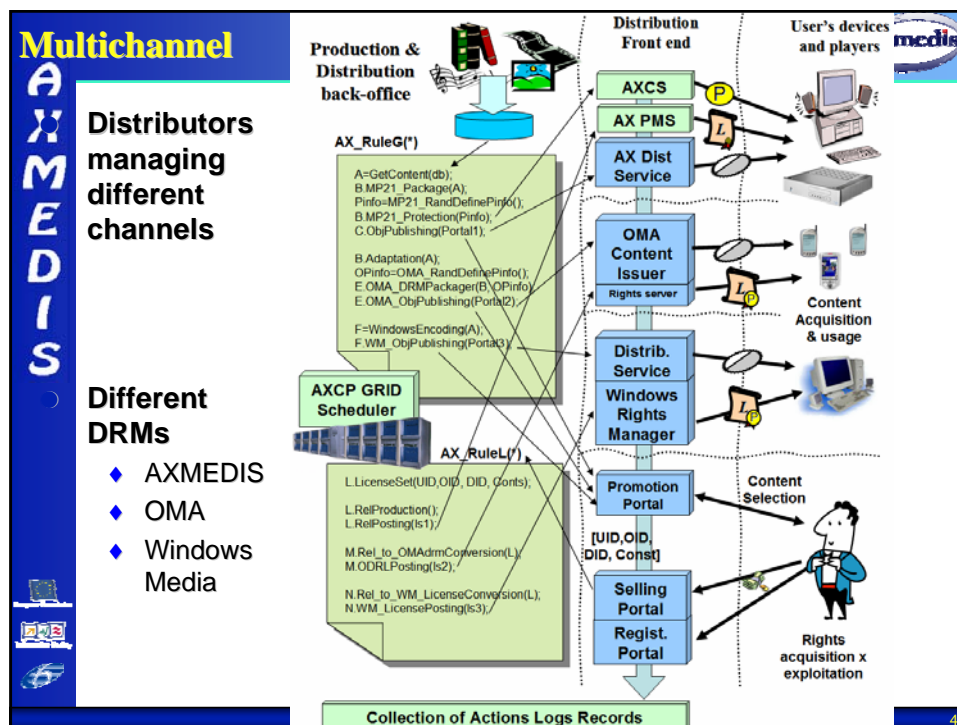 Multichannel
AXMEDIS
Distributors
managing
different
channels
Different
DRMs
AXMEDIS
OMA
Windows
Media
Production &
Distribution
back-office
Distribution
Front end
User's devices
and players
medis
AX_RuleG(*)
A=GetContent(db);
B.MP21_Package(A);
Pinfo=MP21_RandDefinePinfo();
B.MP21_Protection(Pinfo);
C.ObjPublishing(Portal1);
B.Adaptation(A);
OPinfo=OMA_RandDefinePinfo();
E.OMA_DRMPackager(B, OPinfo)
E.OMA_ObjPublishing(Portal2);
F=WindowsEncoding(A);
F.WM_ObjPublishing(Portal3);
AXCP GRID
Scheduler
AX_RuleL(*)
L.LicenseSet(UID,OID, DID, Conts);
L.RelProduction();
L.RelPosting(ls1);
M.Rel_to_OMAdrmConversion(L);
M.ODRLPosting(ls2);
N.Rel_to_WM_LicenseConversion(L);
N.WM_LicensePosting(ls3);
AXCS
AX PMS
AX Dist
Service
OMA
Content
Issuer
Rights server
Distrib.
Service
Windows
Rights
Manager
Promotion
Portal
[UID,OID,
DID, Const]
Selling
Portal
Regist.
Portal
P
L
L
P
L
P
Content
Acquisition
& usage
Content
Selection
Rights
acquisition x
exploitation
Collection of Actions Logs Records
4